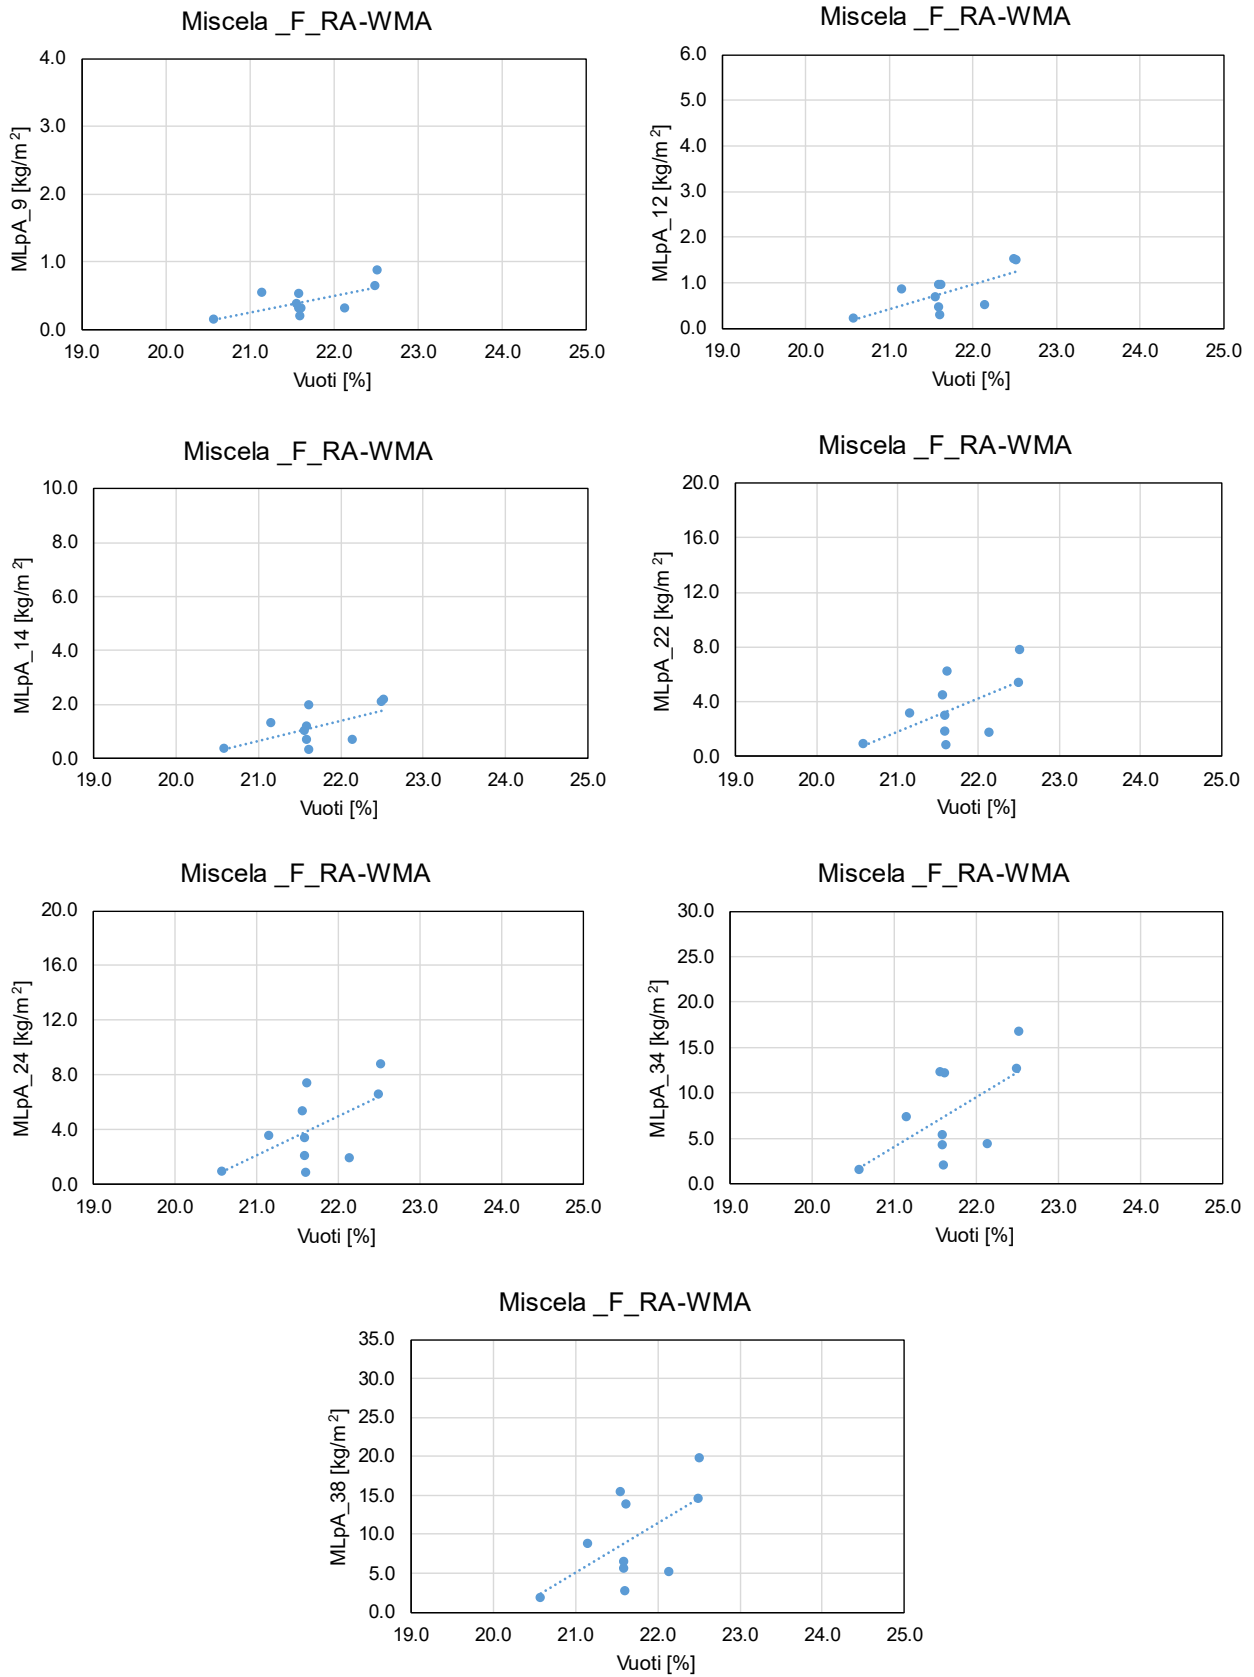 Miscela _F_RA-WMA
4.0
3.0
2.0
1.0
0.0
19.0 20.0 21.0 22.0 23.0 24.0 25.0
MLpA_9 [kg/m²]
Vuoti [%]
Miscela _F_RA-WMA
6.0
5.0
4.0
3.0
2.0
1.0
0.0
19.0 20.0 21.0 22.0 23.0 24.0 25.0
MLpA_12 [kg/m²]
Vuoti [%]
Miscela _F_RA-WMA
10.0
8.0
6.0
4.0
2.0
0.0
19.0 20.0 21.0 22.0 23.0 24.0 25.0
MLpA_14 [kg/m²]
Vuoti [%]
Miscela _F_RA-WMA
20.0
16.0
12.0
8.0
4.0
0.0
19.0 20.0 21.0 22.0 23.0 24.0 25.0
MLpA_22 [kg/m²]
Vuoti [%]
Miscela _F_RA-WMA
20.0
16.0
12.0
8.0
4.0
0.0
19.0 20.0 21.0 22.0 23.0 24.0 25.0
MLpA_24 [kg/m²]
Vuoti [%]
Miscela _F_RA-WMA
30.0
25.0
20.0
15.0
10.0
5.0
0.0
19.0 20.0 21.0 22.0 23.0 24.0 25.0
MLpA_34 [kg/m²]
Vuoti [%]
Miscela _F_RA-WMA
35.0
30.0
25.0
20.0
15.0
10.0
5.0
0.0
19.0 20.0 21.0 22.0 23.0 24.0 25.0
MLpA_38 [kg/m²]
Vuoti [%]